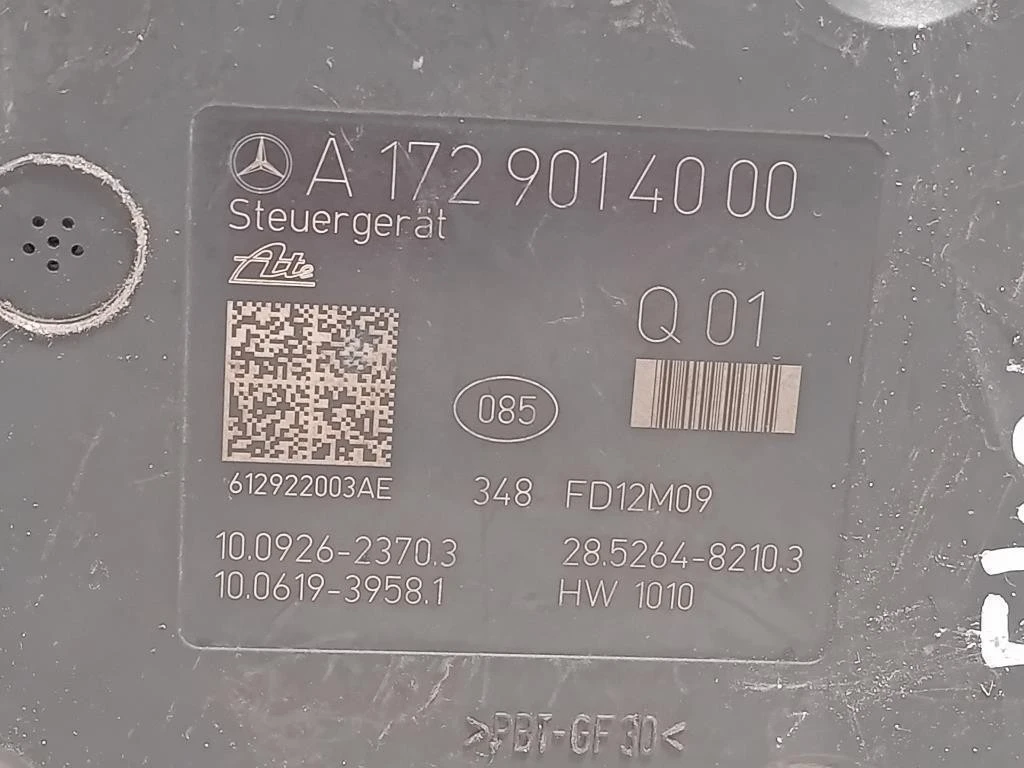 A 172 901 40 00
Steuergerät
Ate
Q 01
085
612922003AE 348 FD12M09
10.0926-2370.3 28.5264-8210.3
10.0619-3958.1 HW 1010
>PBT-GF30<